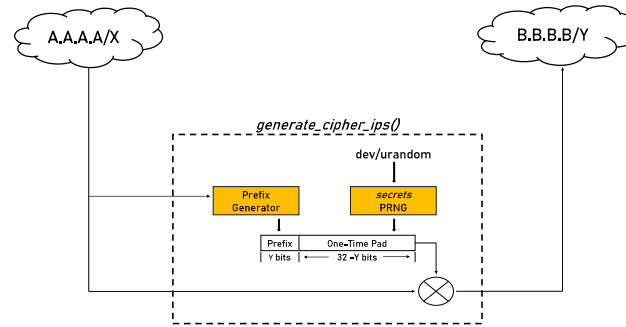 A.A.A.A/X
B.B.B.B/Y
generate_cipher_ips()
dev/urandom
Prefix
Generator
secrets
PRNG
Prefix
One-Time Pad
Y bits
32 -Y bits